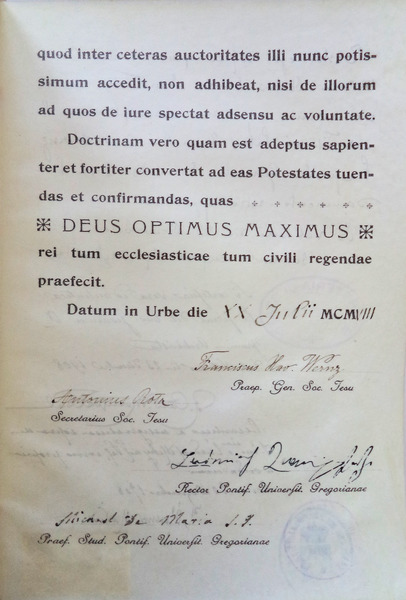 quod inter ceteras auctoritates illi nunc potis-
simum accedit, non adhibeat, nisi de illorum
ad quos de iure spectat adsensu ac voluntate.
Doctrinam vero quam est adeptus sapien-
ter et fortiter convertat ad eas Potestates tuen-
das et confirmandas, quas
DEUS OPTIMUS MAXIMUS
rei tum ecclesiasticae tum civili regendae
praefecit.
Datum in Urbe die XX Julii MCMVIII
Franciscus Xav. Wernz
Praep. Gen. Soc. Iesu
Antonius Rota
Secretarius Soc. Iesu
Ludovic
Rector Pontif. Universit. Gregorianae
Michael De Maria S. J.
Praef. Stud. Pontif. Universit. Gregorianae